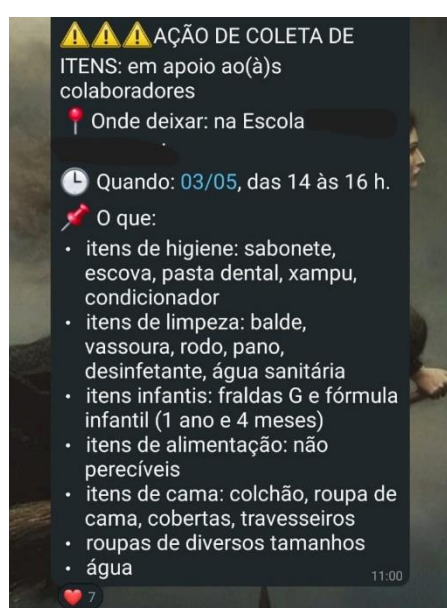 ⚠️⚠️⚠️AÇÃO DE COLETA DE
ITENS: em apoio ao(à)s
colaboradores
📍 Onde deixar: na Escola
.
🕒 Quando: 03/05, das 14 às 16 h.
📌 O que:
• itens de higiene: sabonete,
escova, pasta dental, xampu,
condicionador
• itens de limpeza: balde,
vassoura, rodo, pano,
desinfetante, água sanitária
• itens infantis: fraldas G e fórmula
infantil (1 ano e 4 meses)
• itens de alimentação: não
perecíveis
• itens de cama: colchão, roupa de
cama, cobertas, travesseiros
• roupas de diversos tamanhos
• água
11:00
❤️ 7